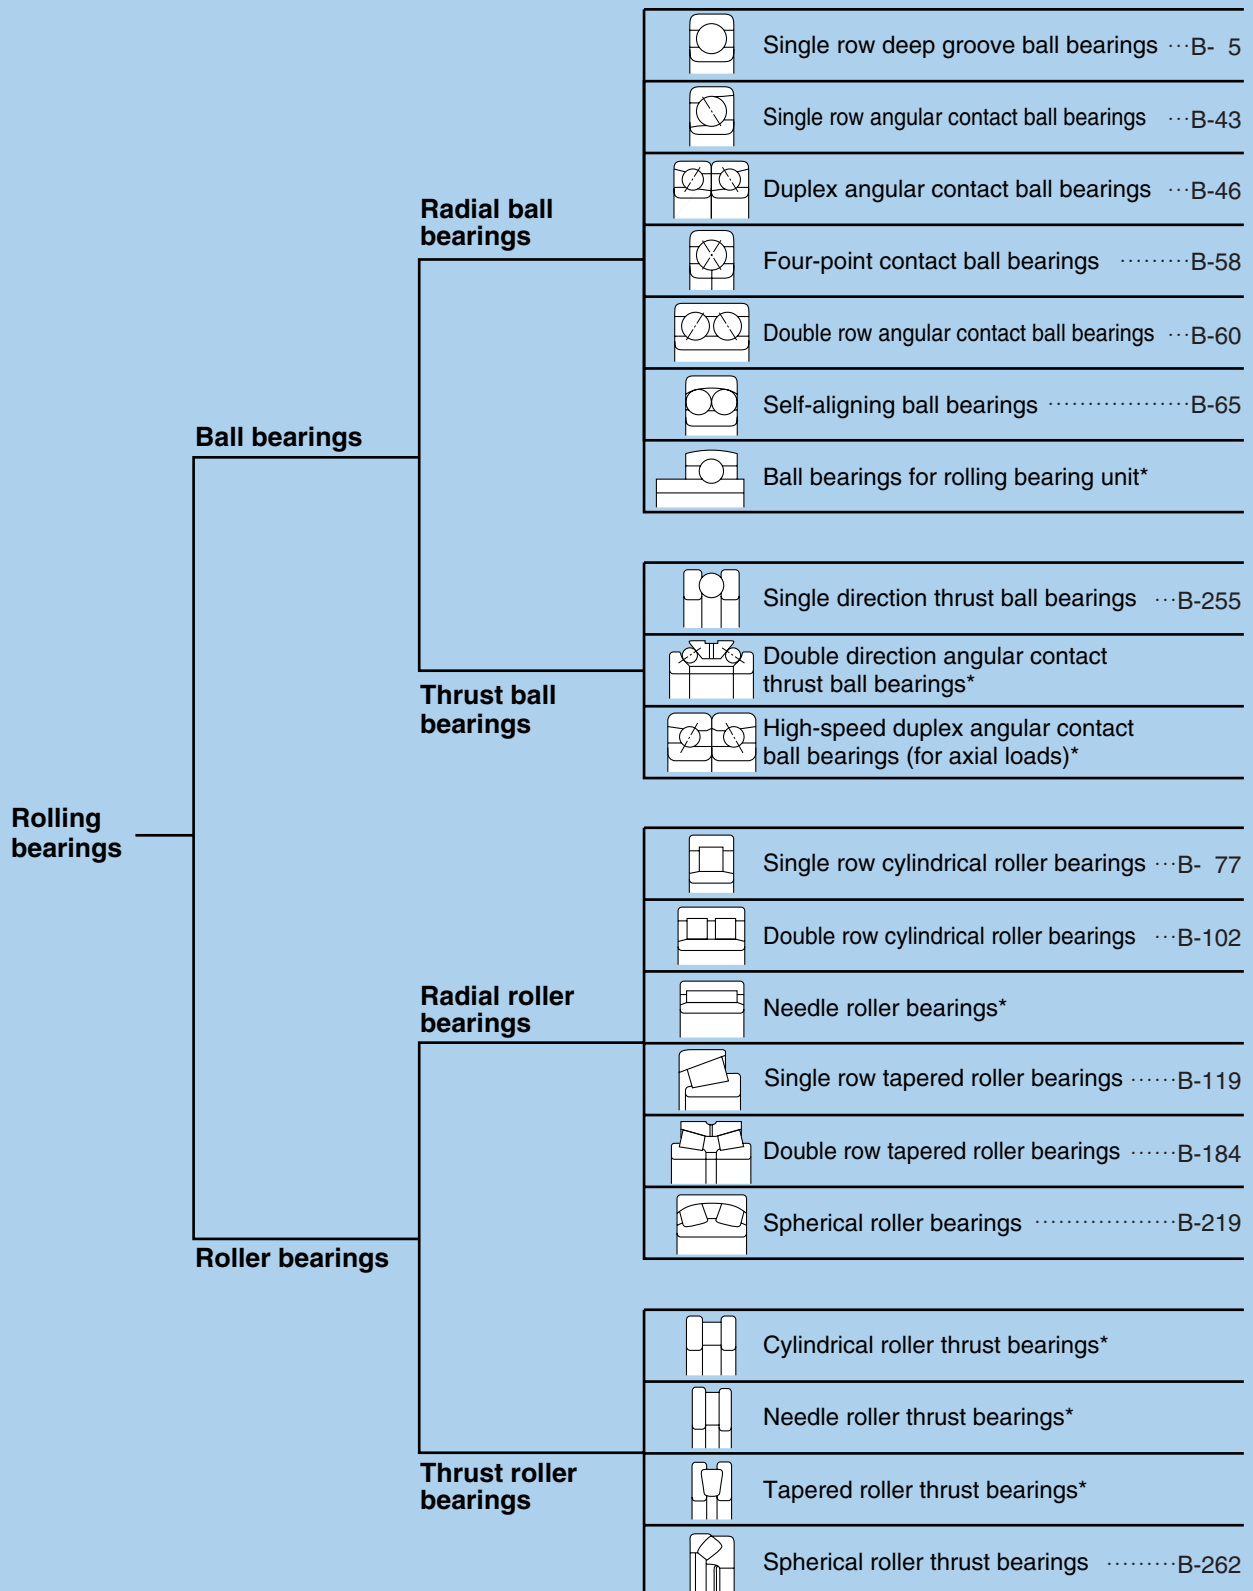 Rolling
bearings
Ball bearings
Radial ball
bearings
Single row deep groove ball bearings ···B- 5
Single row angular contact ball bearings ···B-43
Duplex angular contact ball bearings ···B-46
Four-point contact ball bearings ·········B-58
Double row angular contact ball bearings ···B-60
Self-aligning ball bearings ··················B-65
Ball bearings for rolling bearing unit*
Thrust ball
bearings
Single direction thrust ball bearings ···B-255
Double direction angular contact
thrust ball bearings*
High-speed duplex angular contact
ball bearings (for axial loads)*
Roller bearings
Radial roller
bearings
Single row cylindrical roller bearings ···B- 77
Double row cylindrical roller bearings ···B-102
Needle roller bearings*
Single row tapered roller bearings ······B-119
Double row tapered roller bearings ······B-184
Spherical roller bearings ··················B-219
Thrust roller
bearings
Cylindrical roller thrust bearings*
Needle roller thrust bearings*
Tapered roller thrust bearings*
Spherical roller thrust bearings ·········B-262